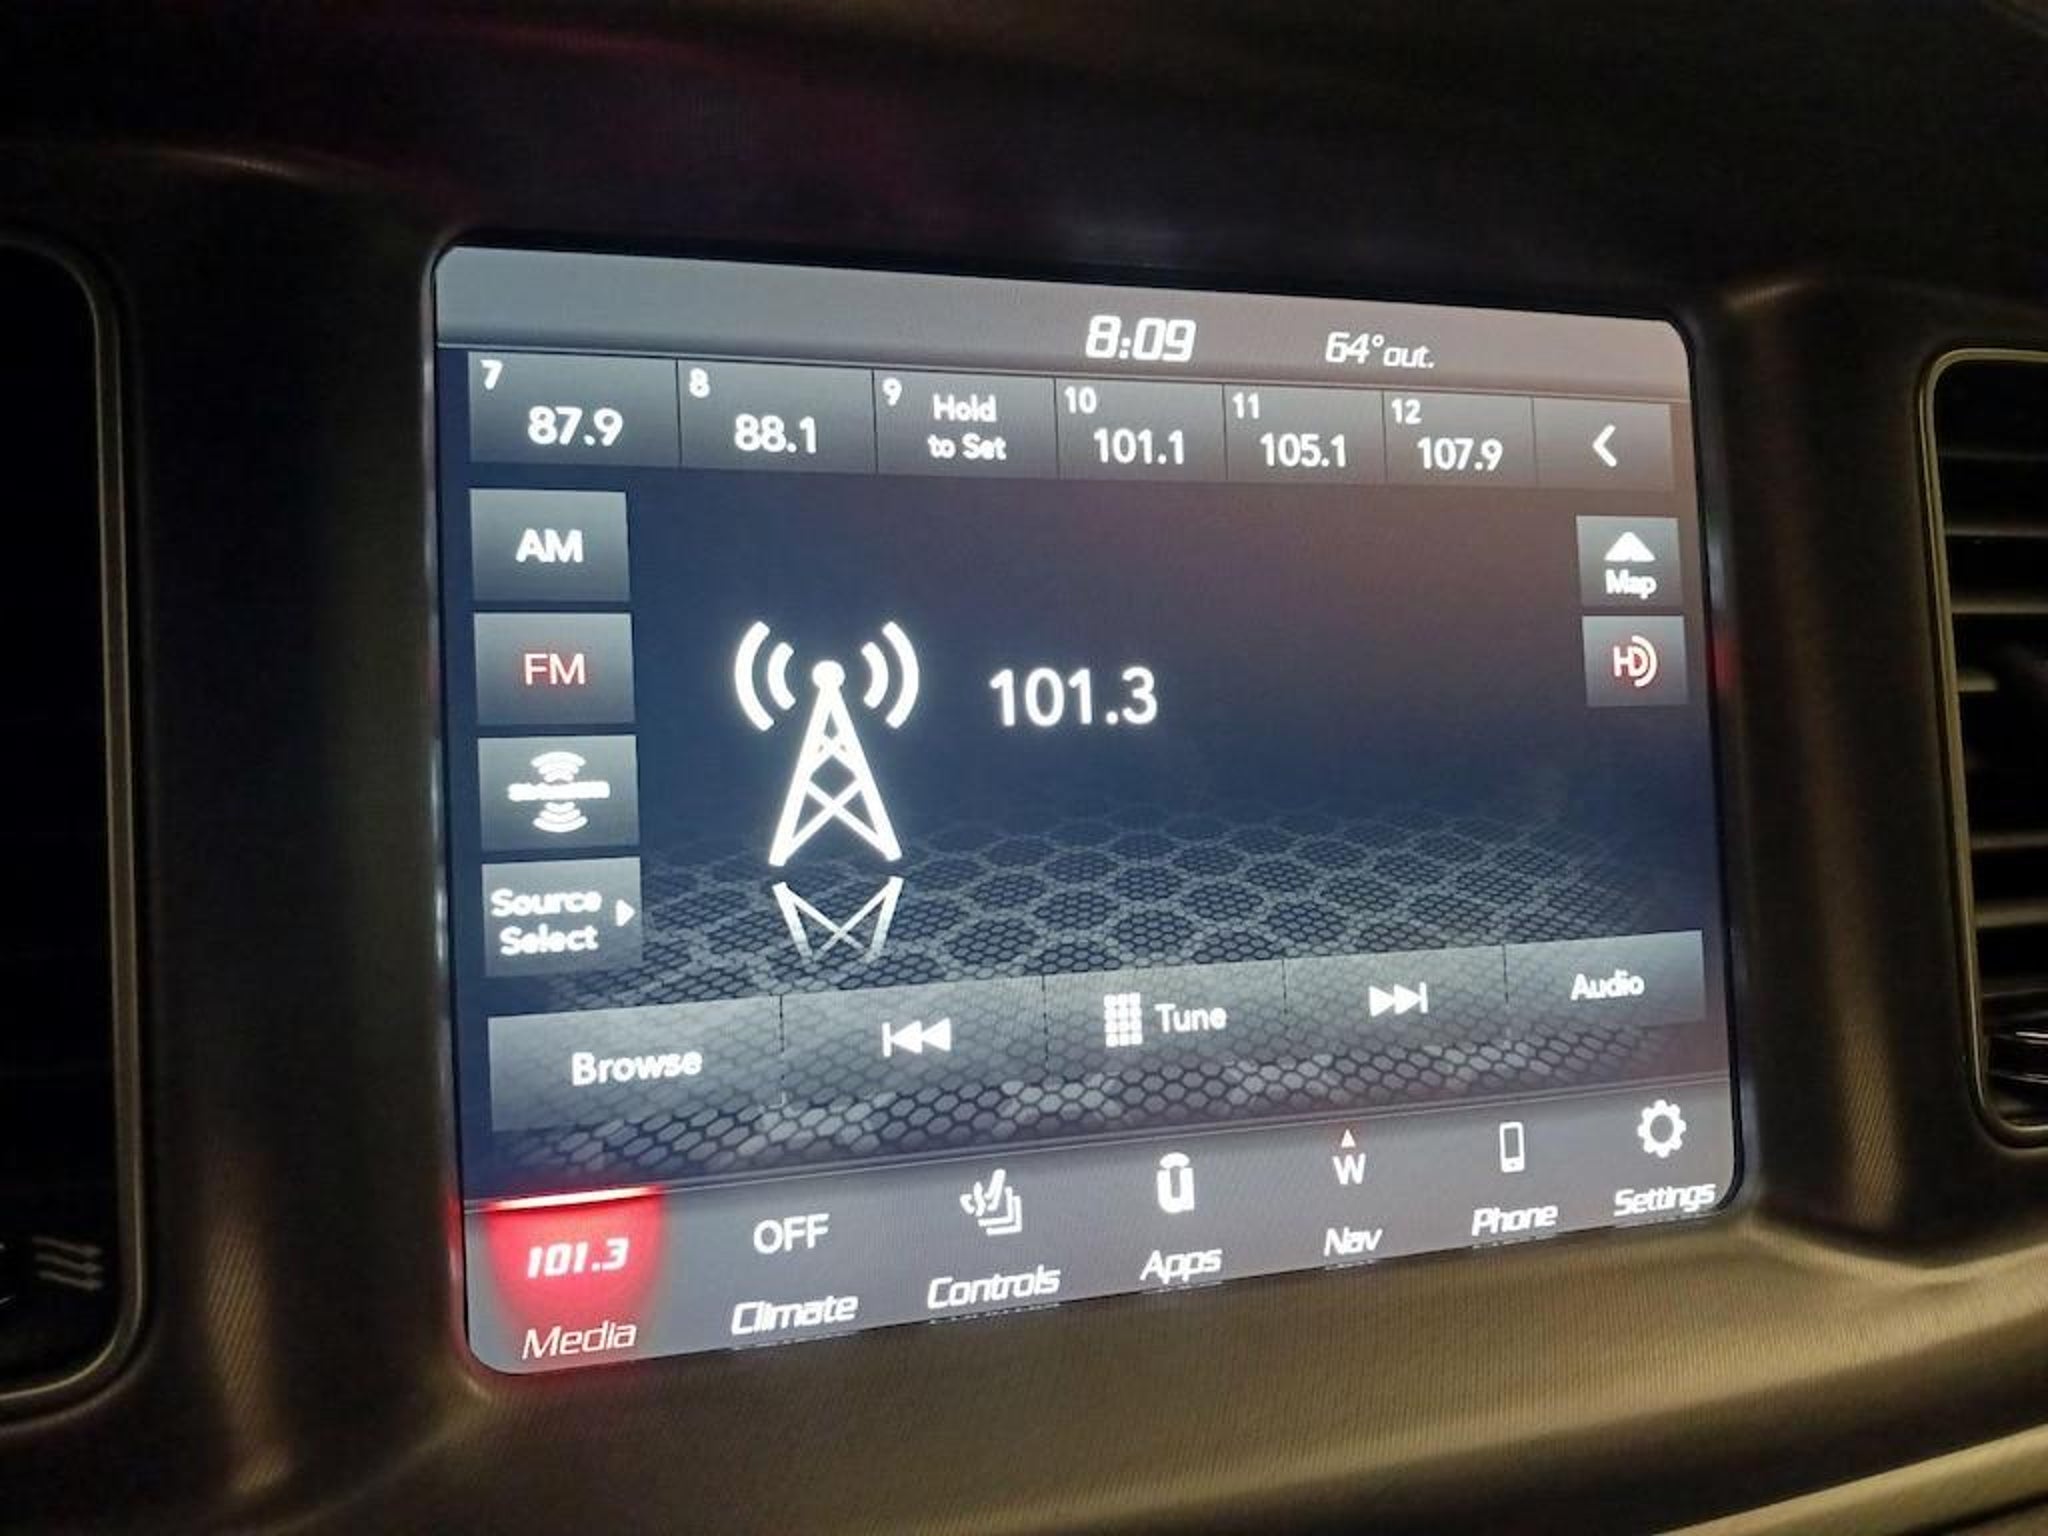 8:09 64°out.
7 8 9 Hold 10 11 12
87.9 88.1 to Set 101.1 105.1 107.9
AM
Map
FM
HD
101.3
Source
Select
Browse
Tune
Audio
101.3 OFF W
Media Climate Controls Apps Nav Phone Settings